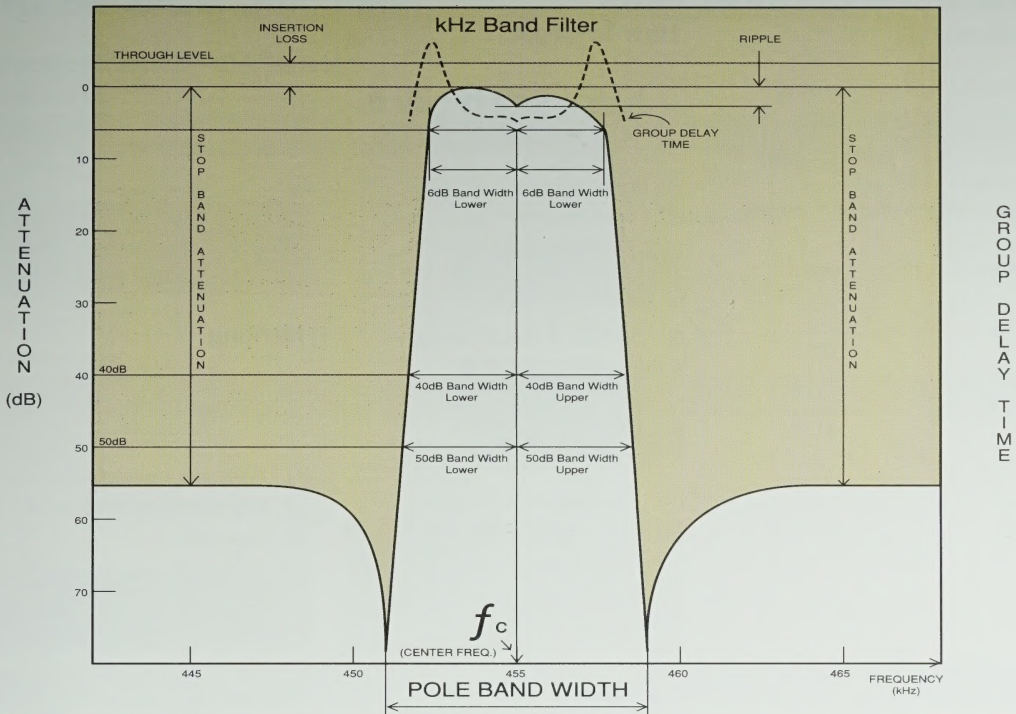 kHz Band Filter
INSERTION
LOSS
RIPPLE
THROUGH LEVEL
0
GROUP DELAY
TIME
10
STOP BAND ATTENUATION
STOP BAND ATTENUATION
6dB Band Width
Lower
6dB Band Width
Lower
ATTENUATION
(dB)
GROUP DELAY TIME
20
30
40dB
40
40dB Band Width
Lower
40dB Band Width
Upper
50dB
50
50dB Band Width
Lower
50dB Band Width
Upper
60
70
fc
(CENTER FREQ.)
445
450
455
460
465
FREQUENCY
(kHz)
POLE BAND WIDTH